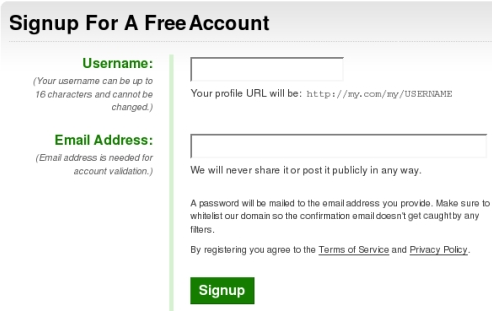 Signup For A Free Account
Username:
(Your username can be up to
16 characters and cannot be
changed.)
Your profile URL will be: http://my.com/my/USERNAME
Email Address:
(Email address is needed for
account validation.)
We will never share it or post it publicly in any way.
A password will be mailed to the email address you provide. Make sure to
whitelist our domain so the confirmation email doesn't get caught by any
filters.
By registering you agree to the Terms of Service and Privacy Policy.
Signup